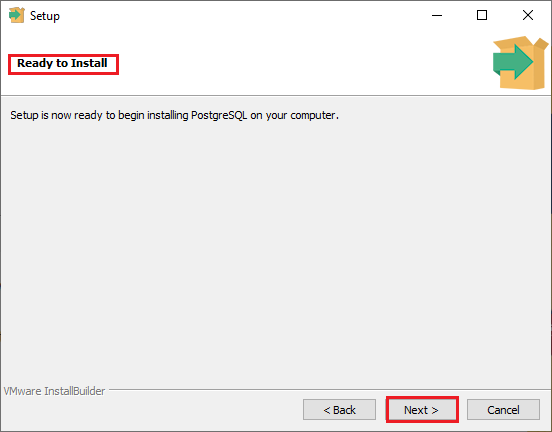 Setup
Ready to Install
Setup is now ready to begin installing PostgreSQL on your computer.
VMware InstallBuilder
< Back
Next >
Cancel